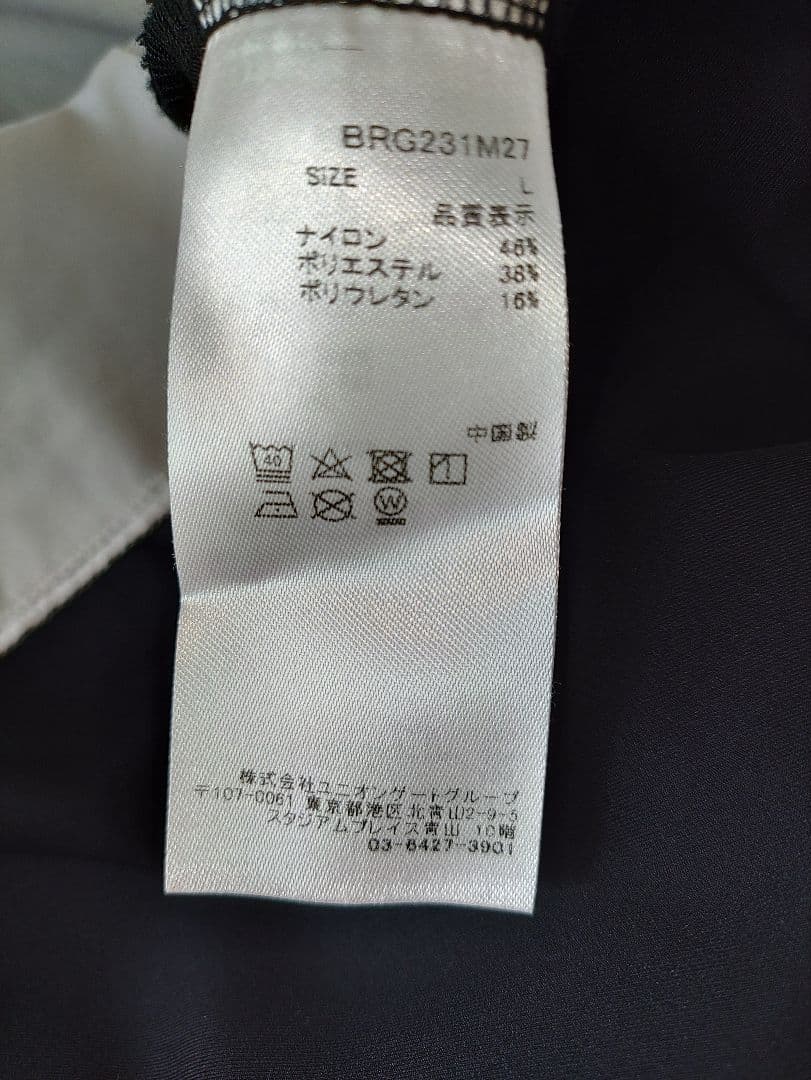 BRG231M27
SIZE L
品質表示
ナイロン 46%
ポリエステル 38%
ポリウレタン 16%
中国製
40
W
株式会社ユニオンゲートグループ
〒107-0061 東京都港区北青山2-9-5
スタジアムプレイス青山 10階
03-6427-3901